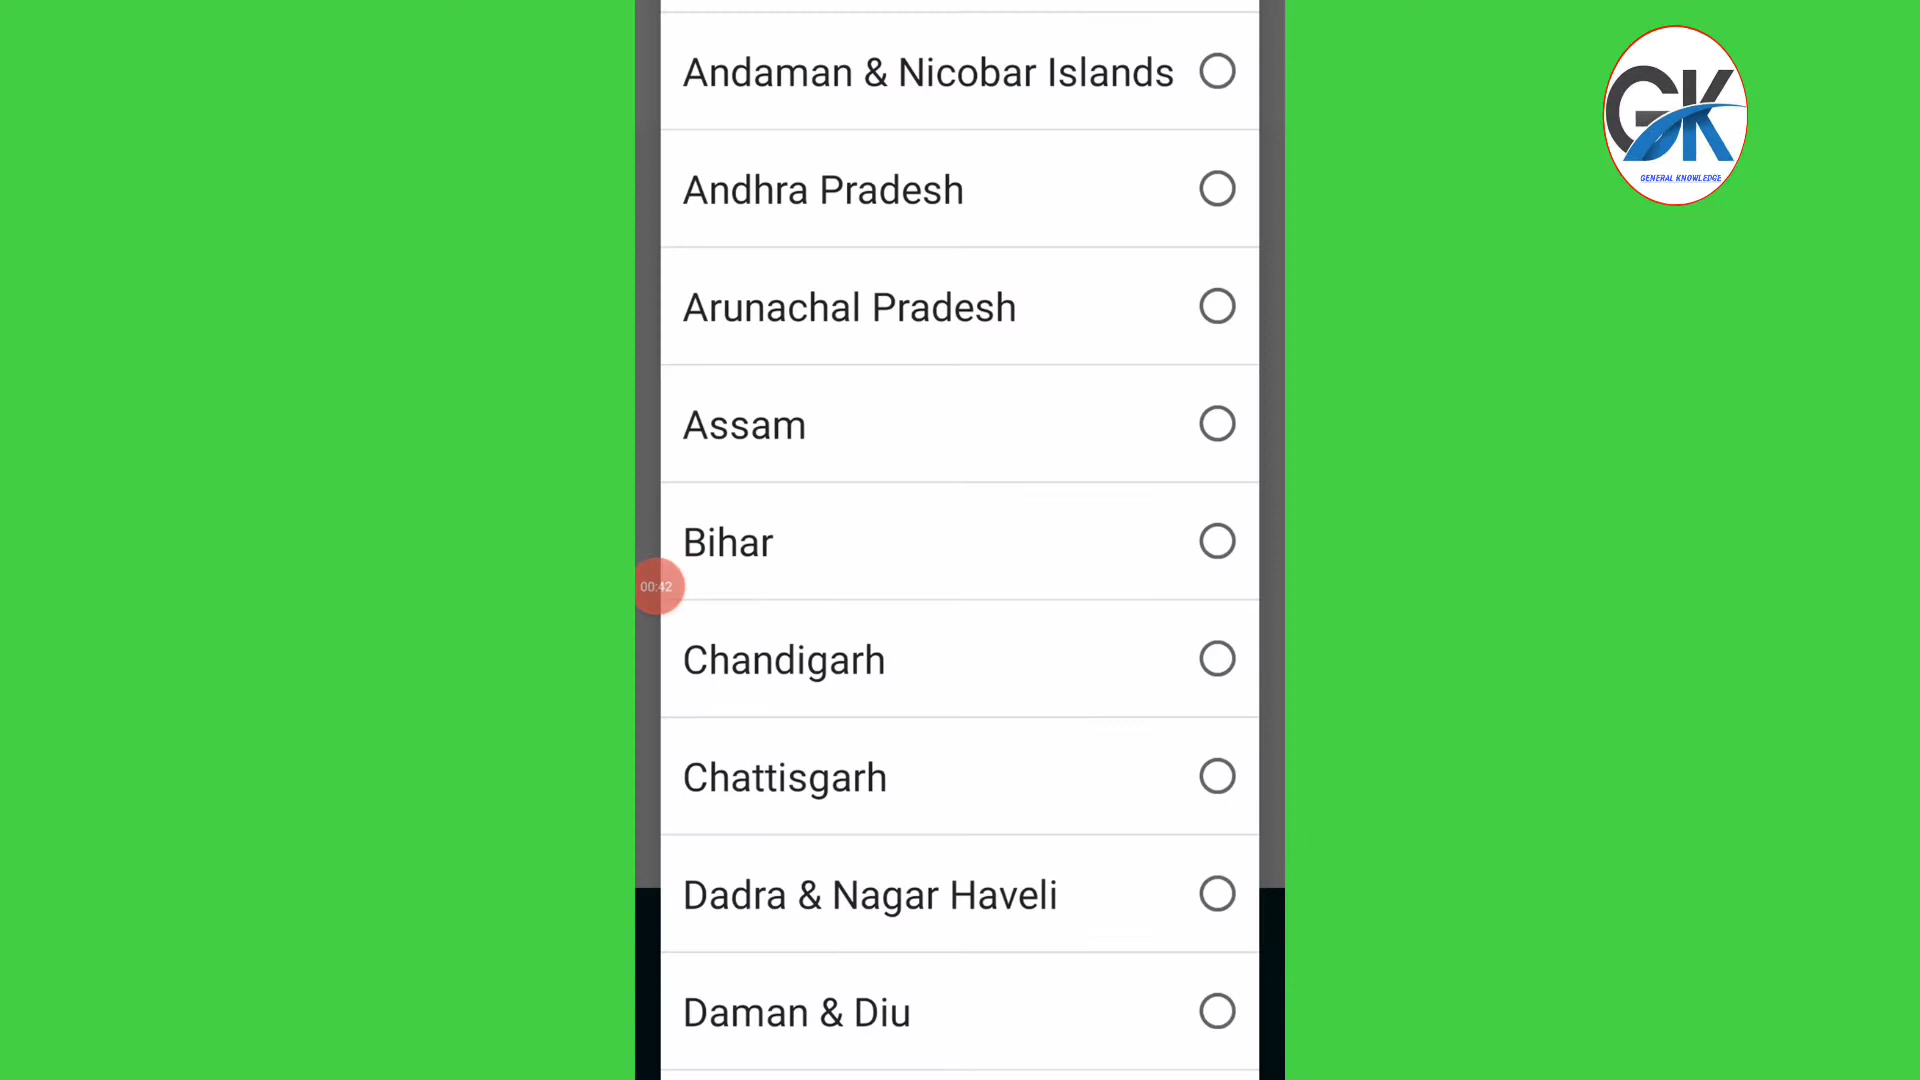 Andaman & Nicobar Islands
GK
GENERAL KNOWLEDGE
Andhra Pradesh
Arunachal Pradesh
Assam
Bihar
00:42
Chandigarh
Chattisgarh
Dadra & Nagar Haveli
Daman & Diu